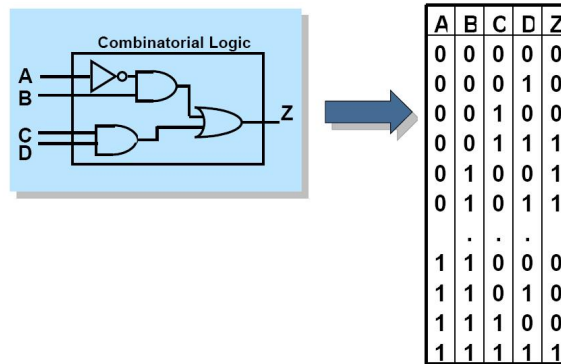 Combinatorial Logic
A
B
C
D
Z
A B C D Z
0 0 0 0 0
0 0 0 1 0
0 0 1 0 0
0 0 1 1 1
0 1 0 0 1
0 1 0 1 1
. . .
1 1 0 0 0
1 1 0 1 0
1 1 1 0 0
1 1 1 1 1